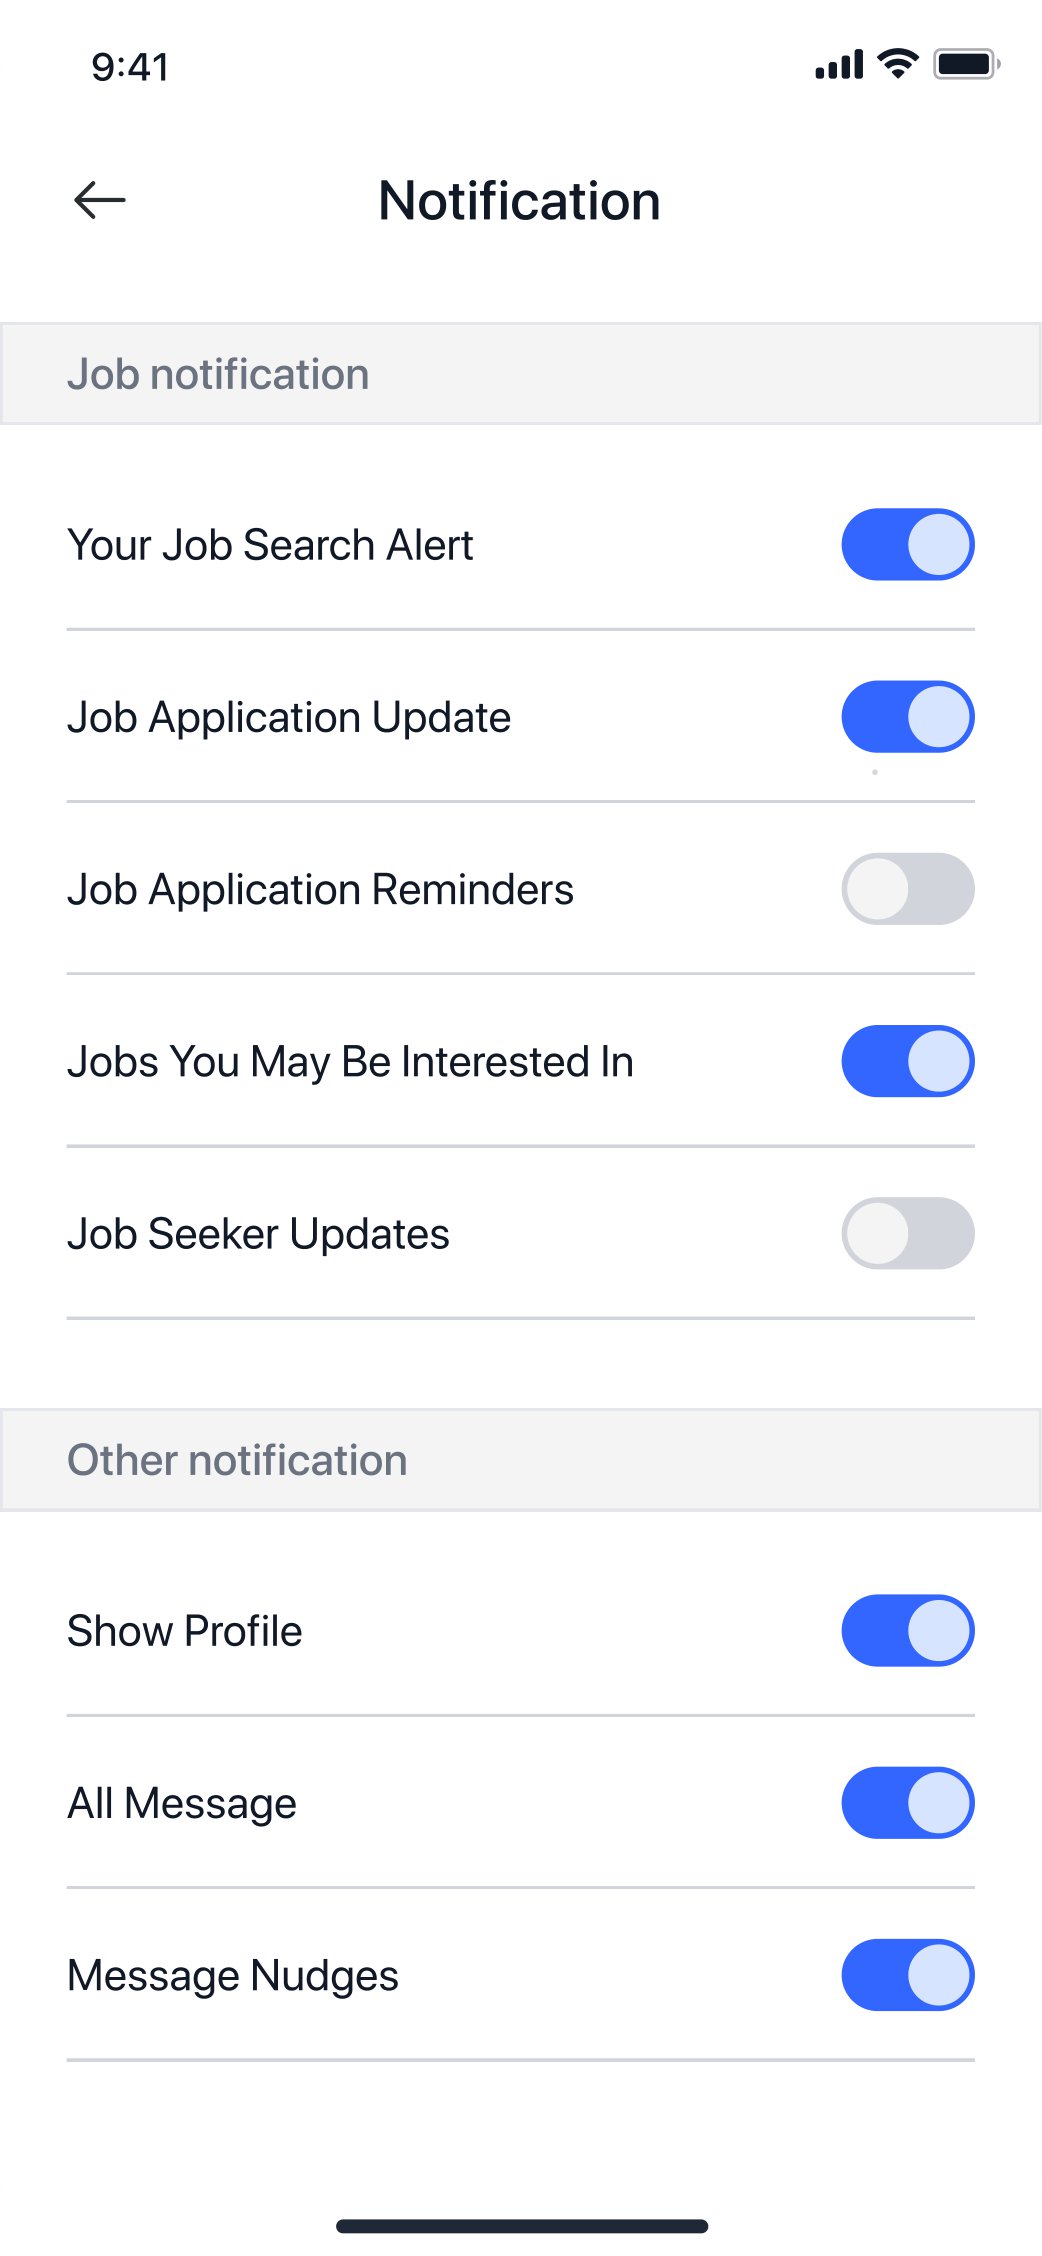 9:41
Notification
Job notification
Your Job Search Alert
Job Application Update
Job Application Reminders
Jobs You May Be Interested In
Job Seeker Updates
Other notification
Show Profile
All Message
Message Nudges